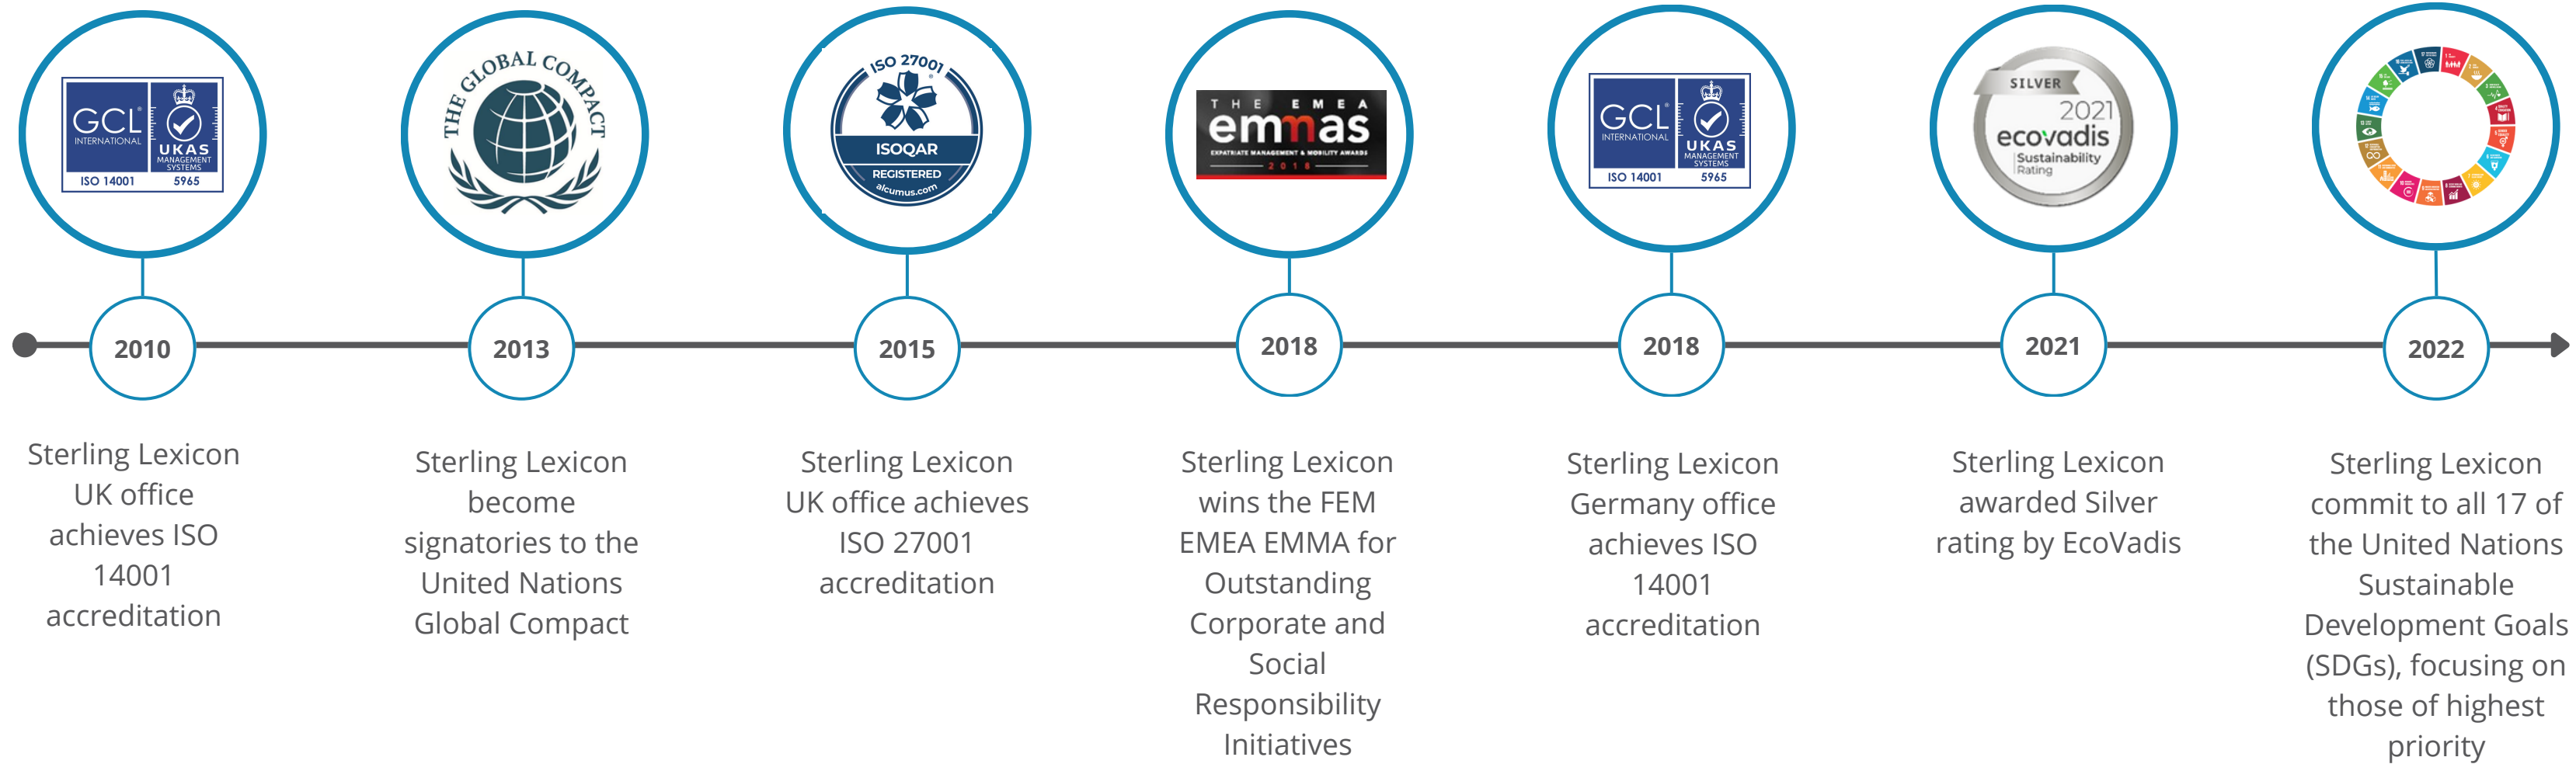 GCL®
INTERNATIONAL
UKAS
MANAGEMENT
SYSTEMS
ISO 14001 5965
THE GLOBAL COMPACT
ISO 27001
®
ISOQAR
REGISTERED
alcumus.com
THE EMEA
emmas
EXPATRIATE MANAGEMENT & MOBILITY AWARDS
2018
GCL®
INTERNATIONAL
UKAS
MANAGEMENT
SYSTEMS
ISO 14001 5965
SILVER
2021
ecovadis
Sustainability
Rating
2010
2013
2015
2018
2018
2021
2022
Sterling Lexicon
UK office
achieves ISO
14001
accreditation
Sterling Lexicon
become
signatories to the
United Nations
Global Compact
Sterling Lexicon
UK office achieves
ISO 27001
accreditation
Sterling Lexicon
wins the FEM
EMEA EMMA for
Outstanding
Corporate and
Social
Responsibility
Initiatives
Sterling Lexicon
Germany office
achieves ISO
14001
accreditation
Sterling Lexicon
awarded Silver
rating by EcoVadis
Sterling Lexicon
commit to all 17 of
the United Nations
Sustainable
Development Goals
(SDGs), focusing on
those of highest
priority